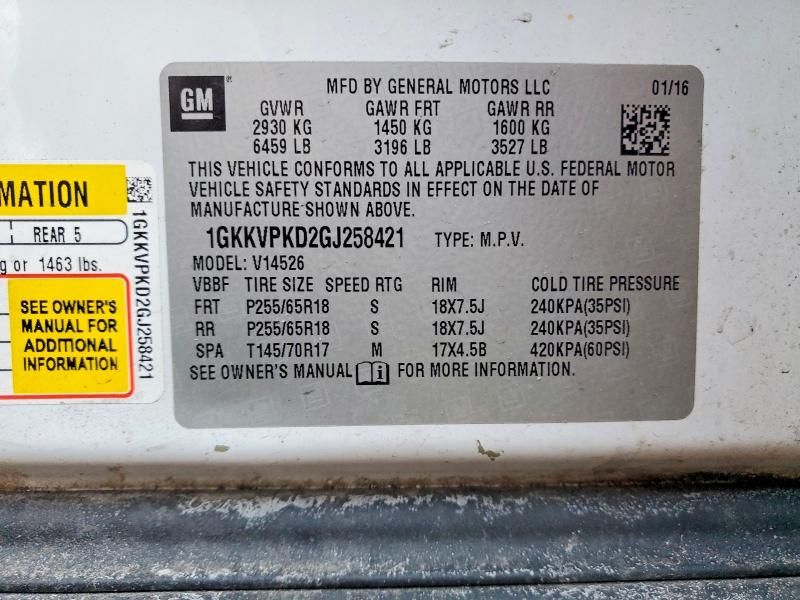 GM
MFD BY GENERAL MOTORS LLC 01/16
GVWR GAWR FRT GAWR RR
2930 KG 1450 KG 1600 KG
6459 LB 3196 LB 3527 LB
THIS VEHICLE CONFORMS TO ALL APPLICABLE U.S. FEDERAL MOTOR
VEHICLE SAFETY STANDARDS IN EFFECT ON THE DATE OF
MANUFACTURE SHOWN ABOVE.
1GKKVPKD2GJ258421 TYPE: M.P.V.
MODEL: V14526
VBBF TIRE SIZE SPEED RTG RIM COLD TIRE PRESSURE
FRT P255/65R18 S 18X7.5J 240KPA(35PSI)
RR P255/65R18 S 18X7.5J 240KPA(35PSI)
SPA T145/70R17 M 17X4.5B 420KPA(60PSI)
SEE OWNER'S MANUAL i FOR MORE INFORMATION.
MATION
REAR 5
g or 1463 lbs.
SEE OWNER'S
MANUAL FOR
ADDITIONAL
INFORMATION
1GKKVPKD2GJ258421